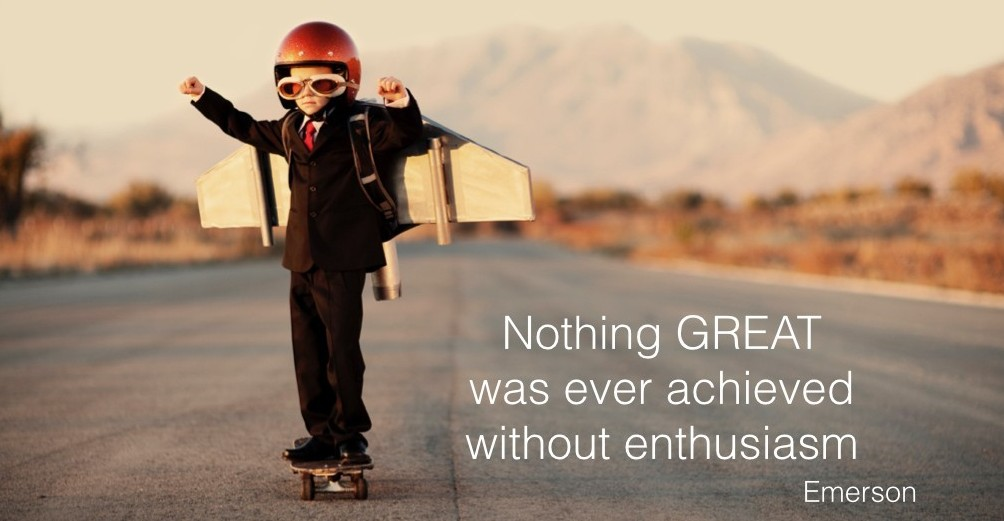 Nothing GREAT
was ever achieved
without enthusiasm
Emerson